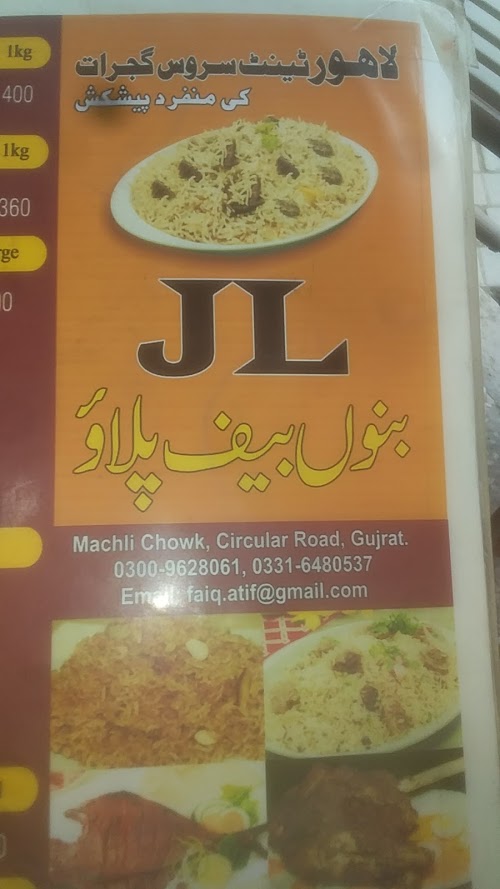 1kg
400
1kg
360
لاہور ٹینٹ سروس گجرات
کی منفرد پیشکش
JL
بنوں بیف پلاؤ
Machli Chowk, Circular Road, Gujrat.
0300-9628061, 0331-6480537
Email: faiq.atif@gmail.com